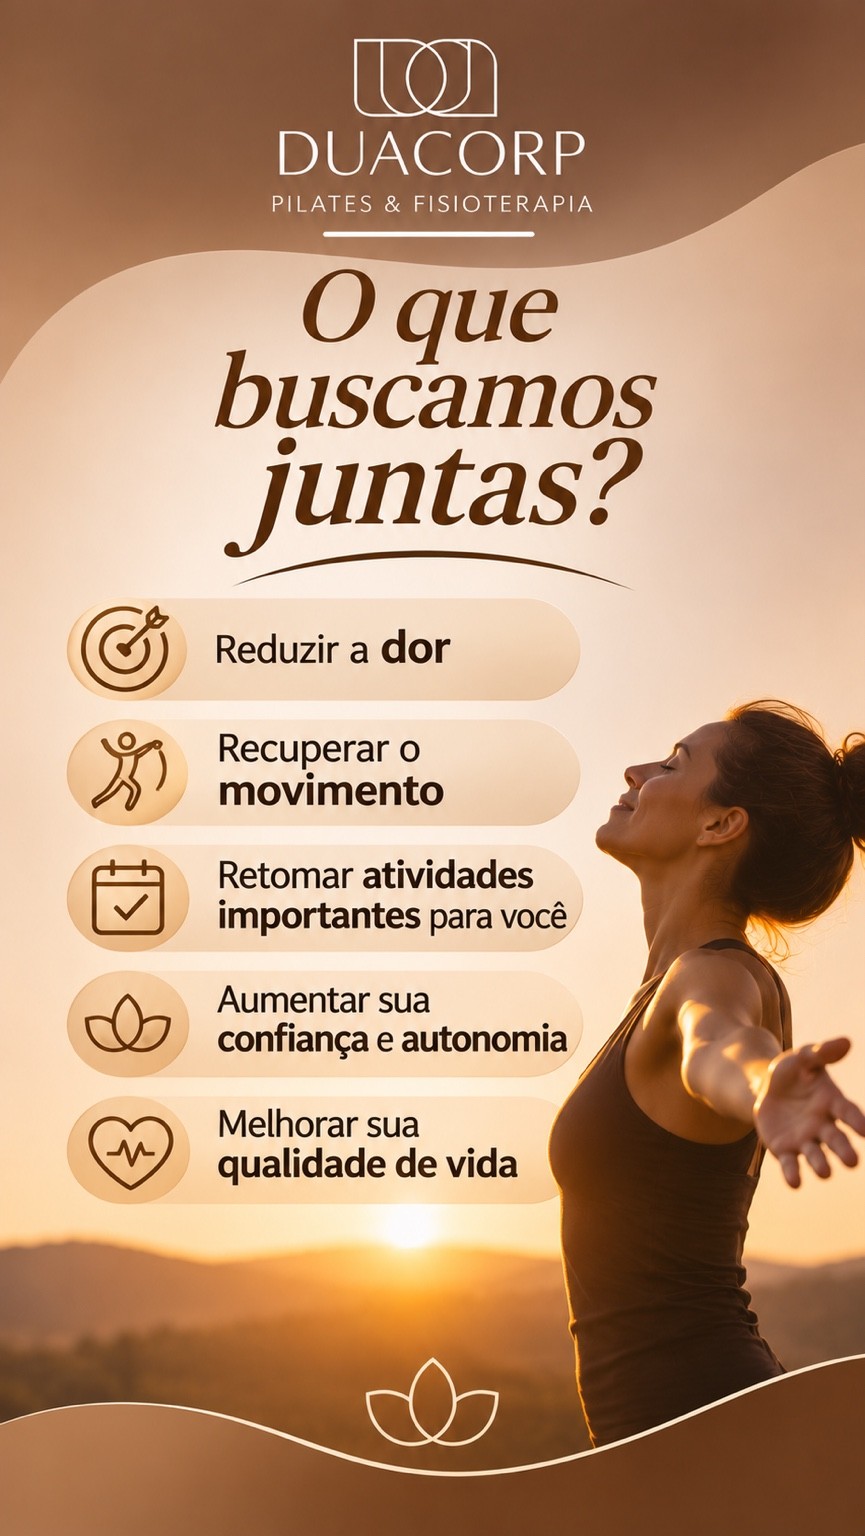 DUACORP
PILATES & FISIOTERAPIA
O que
buscamos
juntas?
Reduzir a dor
Recuperar o
movimento
Retomar atividades
importantes para você
Aumentar sua
confiança e autonomia
Melhorar sua
qualidade de vida